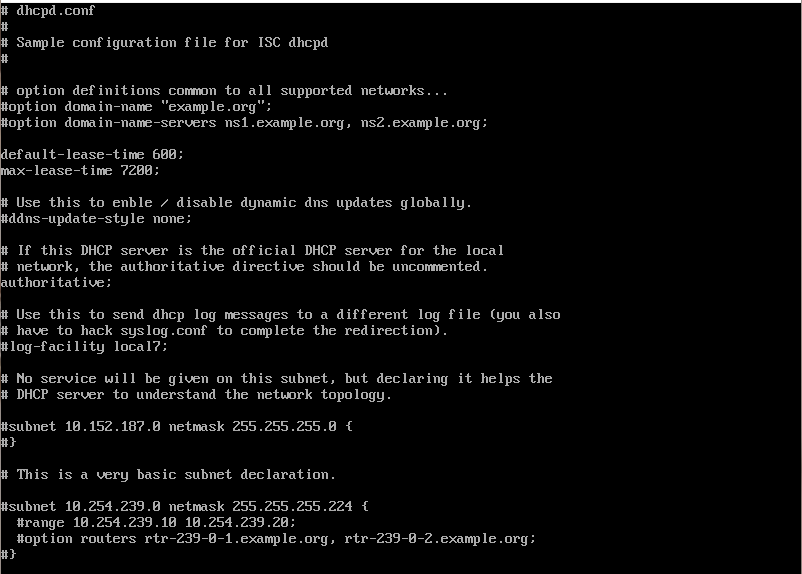 # dhcpd.conf
#
# Sample configuration file for ISC dhcpd
#
# option definitions common to all supported networks...
#option domain-name "example.org";
#option domain-name-servers ns1.example.org, ns2.example.org;
default-lease-time 600;
max-lease-time 7200;
# Use this to enble / disable dynamic dns updates globally.
#ddns-update-style none;
# If this DHCP server is the official DHCP server for the local
# network, the authoritative directive should be uncommented.
authoritative;
# Use this to send dhcp log messages to a different log file (you also
# have to hack syslog.conf to complete the redirection).
#log-facility local7;
# No service will be given on this subnet, but declaring it helps the
# DHCP server to understand the network topology.
#subnet 10.152.187.0 netmask 255.255.255.0 {
#}
# This is a very basic subnet declaration.
#subnet 10.254.239.0 netmask 255.255.255.224 {
  #range 10.254.239.10 10.254.239.20;
  #option routers rtr-239-0-1.example.org, rtr-239-0-2.example.org;
#}